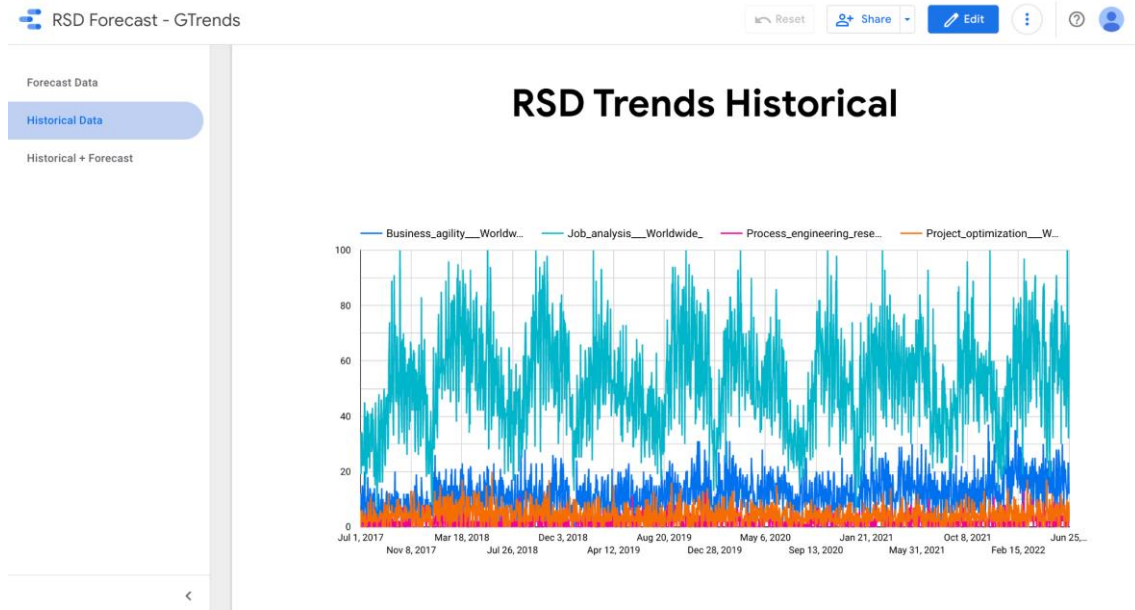 RSD Forecast - GTrends
Reset
Share
Edit
Forecast Data
Historical Data
Historical + Forecast
RSD Trends Historical
Business_agility___Worldw... Job_analysis___Worldwide_ Process_engineering_rese... Project_optimization___W...
100
80
60
40
20
0
Jul 1, 2017 Mar 18, 2018 Dec 3, 2018 Aug 20, 2019 May 6, 2020 Jan 21, 2021 Oct 8, 2021 Jun 25,...
Nov 8, 2017 Jul 26, 2018 Apr 12, 2019 Dec 28, 2019 Sep 13, 2020 May 31, 2021 Feb 15, 2022